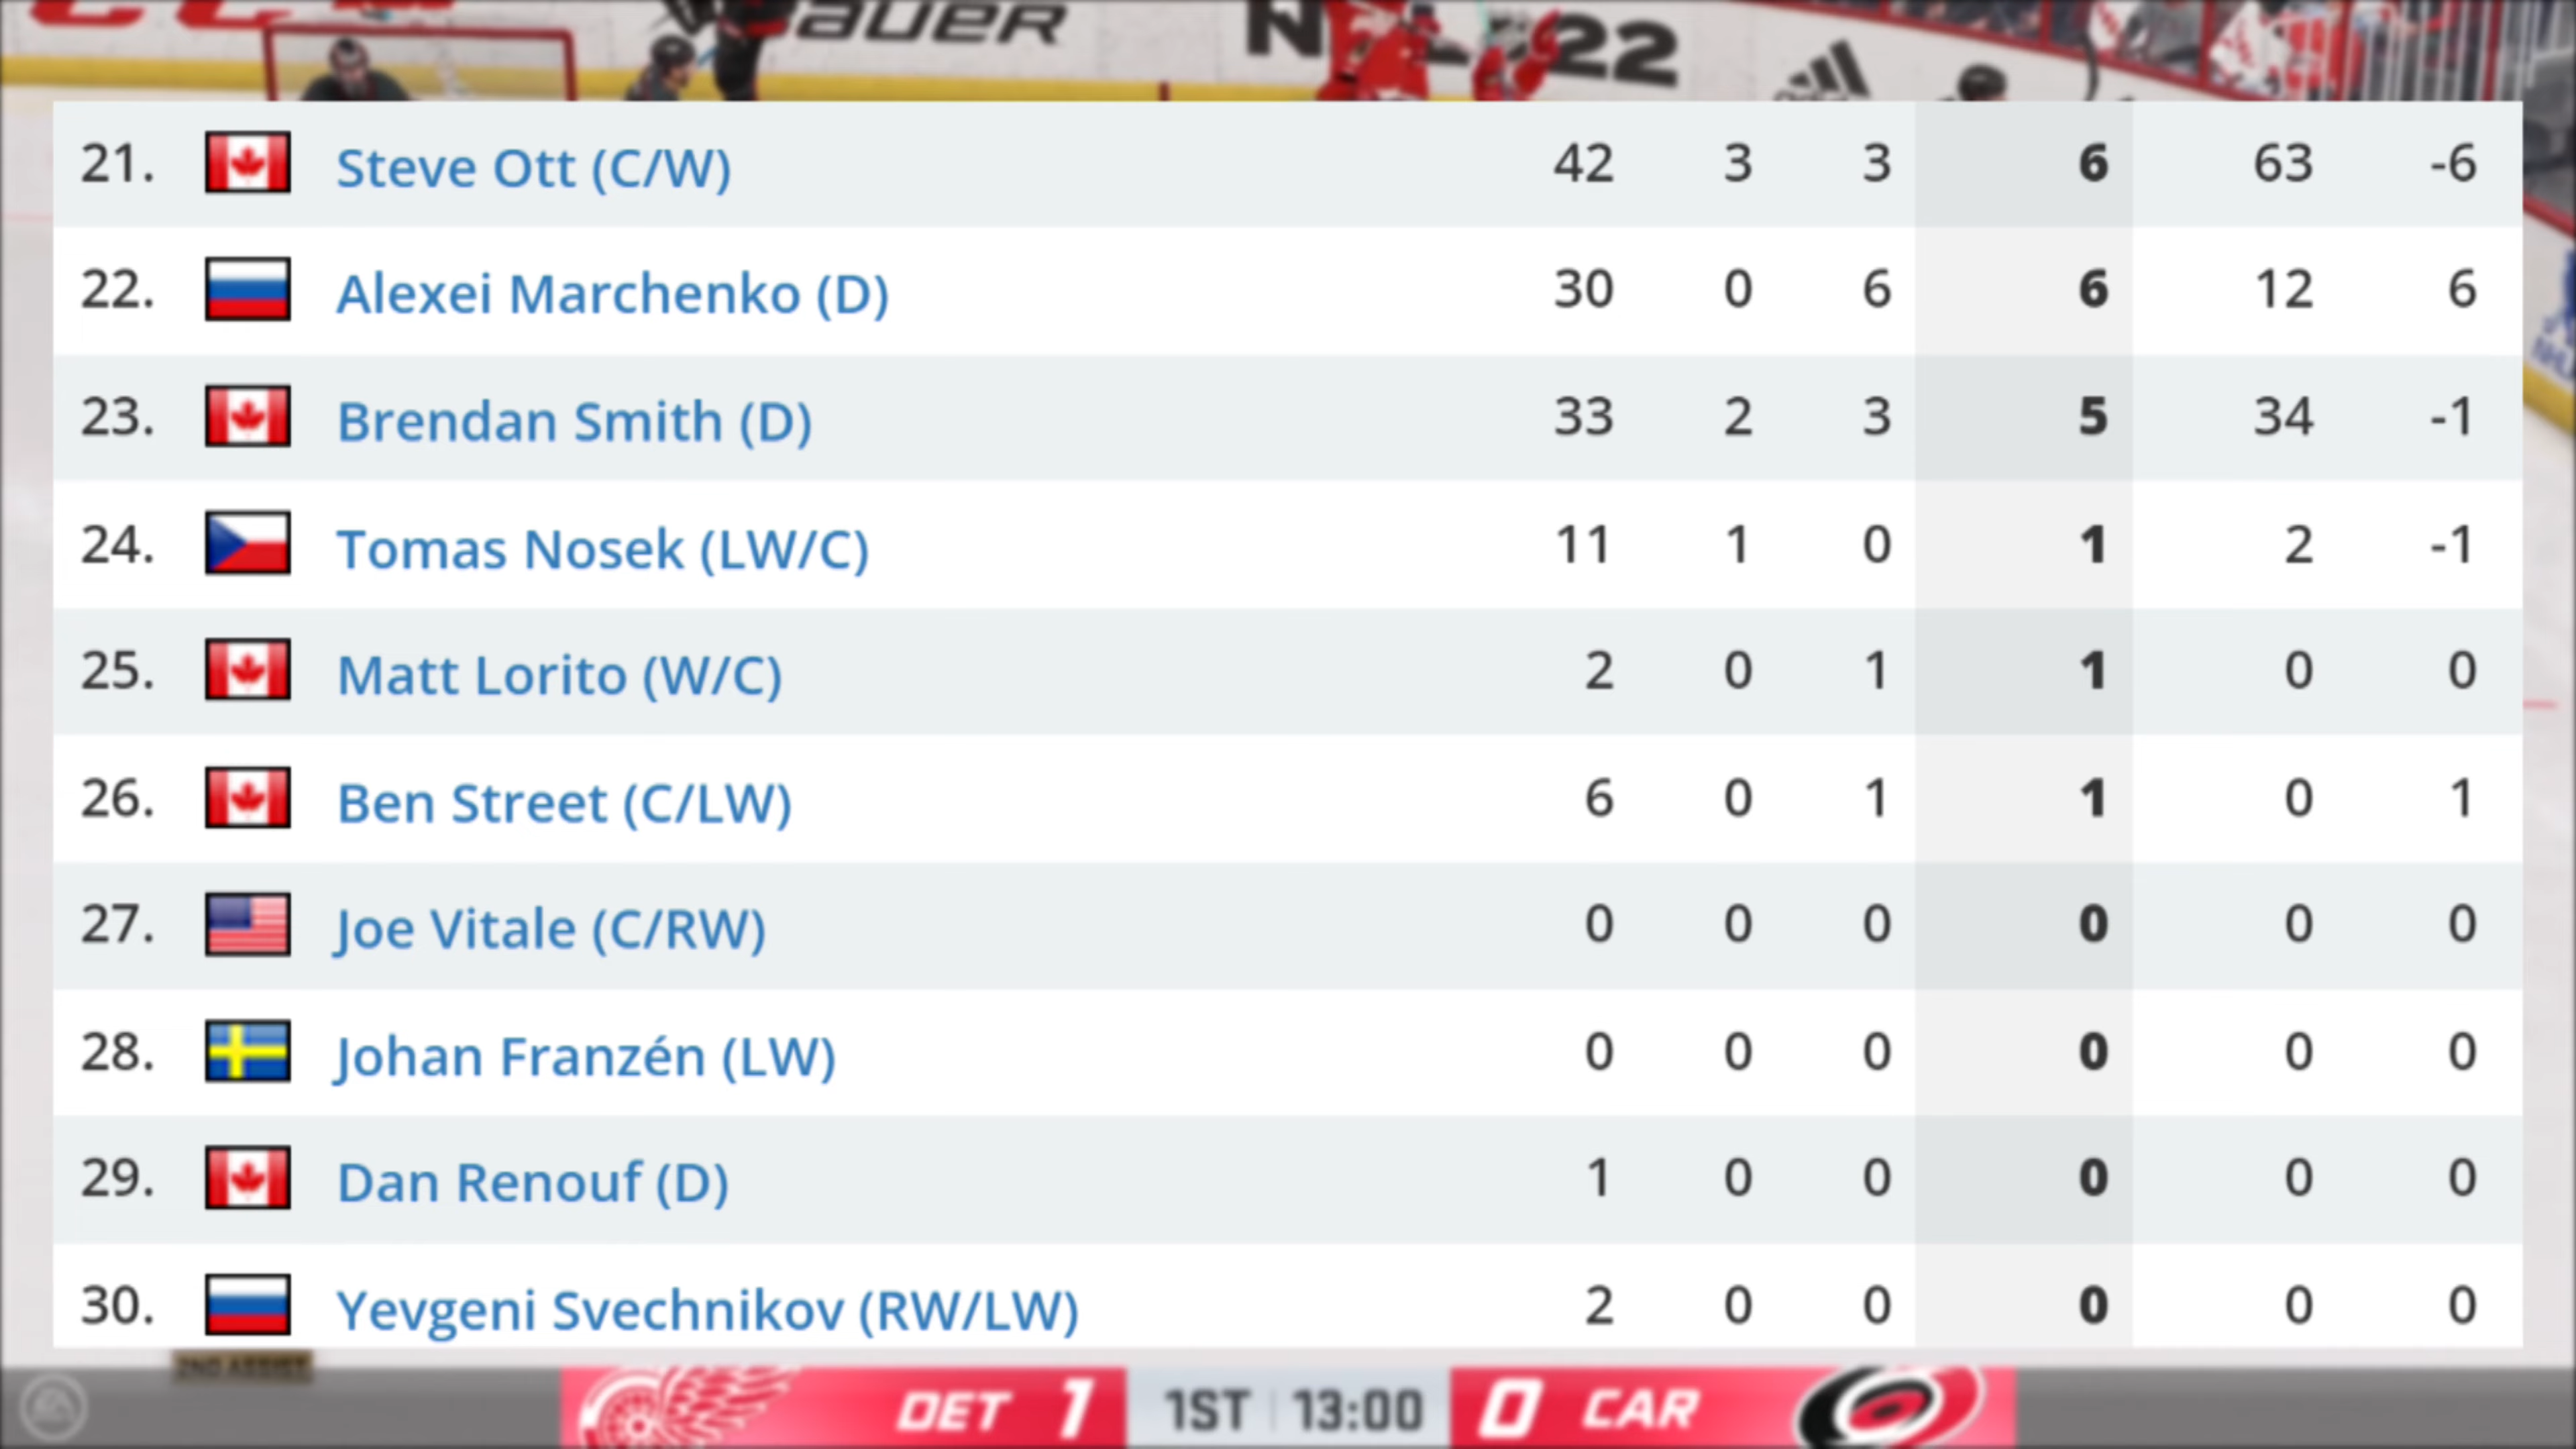 BAUER
22
21. Steve Ott (C/W) 42 3 3 6 63 -6
22. Alexei Marchenko (D) 30 0 6 6 12 6
23. Brendan Smith (D) 33 2 3 5 34 -1
24. Tomas Nosek (LW/C) 11 1 0 1 2 -1
25. Matt Lorito (W/C) 2 0 1 1 0 0
26. Ben Street (C/LW) 6 0 1 1 0 1
27. Joe Vitale (C/RW) 0 0 0 0 0 0
28. Johan Franzén (LW) 0 0 0 0 0 0
29. Dan Renouf (D) 1 0 0 0 0 0
30. Yevgeni Svechnikov (RW/LW) 2 0 0 0 0 0
2ND ASSIST
DET 1 1ST 13:00 0 CAR